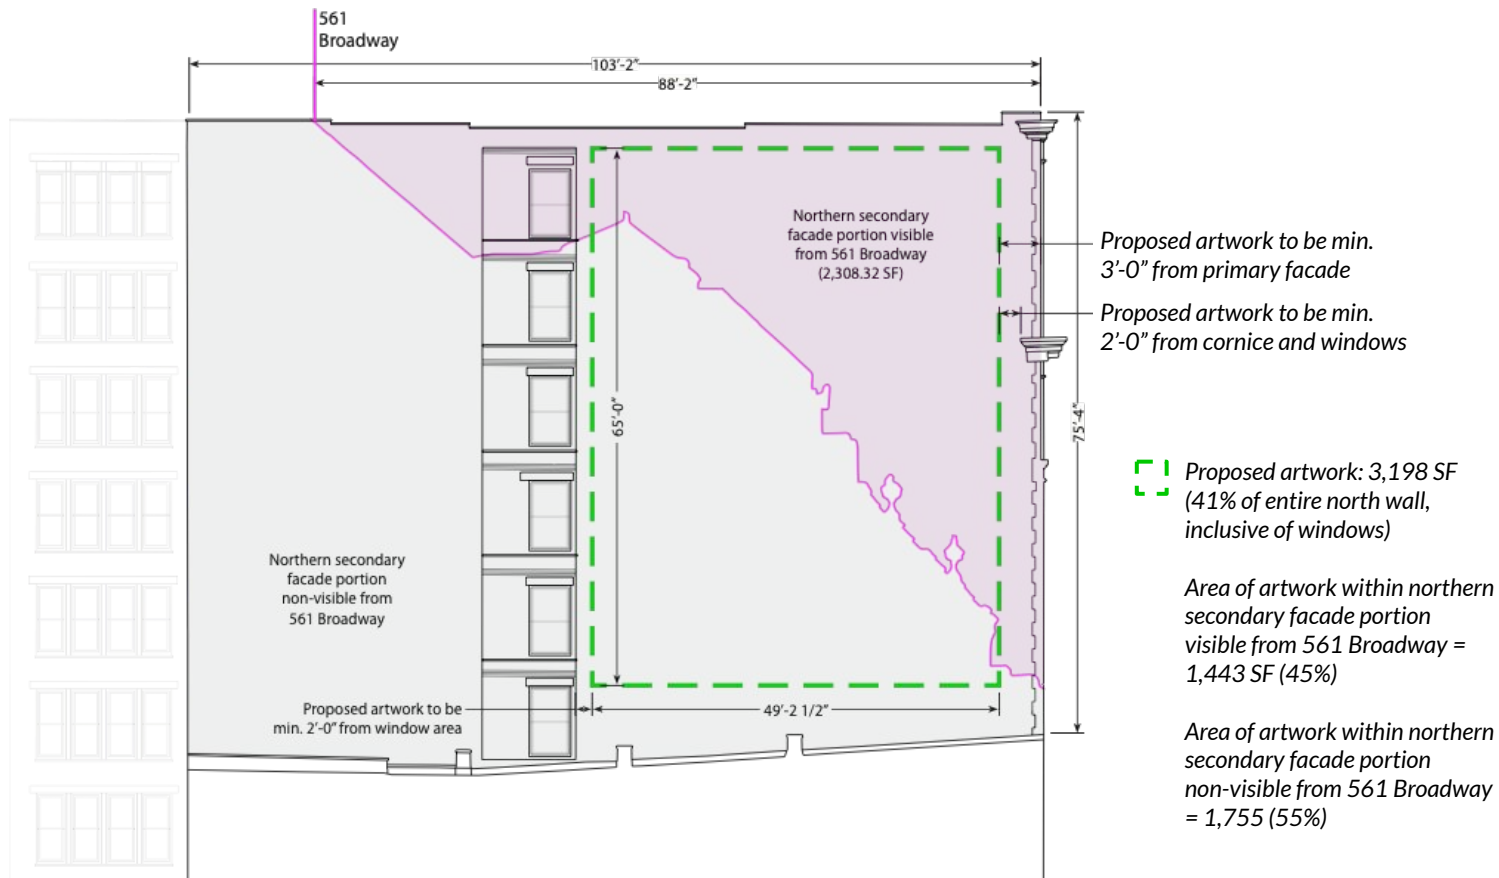 561
Broadway
103'-2"
88'-2"
Northern secondary
facade portion visible
from 561 Broadway
(2,308.32 SF)
Proposed artwork to be min.
3'-0" from primary facade
Proposed artwork to be min.
2'-0" from cornice and windows
65'-0"
75'-4"
Proposed artwork: 3,198 SF
(41% of entire north wall,
inclusive of windows)
Northern secondary
facade portion
non-visible from
561 Broadway
Area of artwork within northern
secondary facade portion
visible from 561 Broadway =
1,443 SF (45%)
Proposed artwork to be
min. 2'-0" from window area
49'-2 1/2"
Area of artwork within northern
secondary facade portion
non-visible from 561 Broadway
= 1,755 (55%)